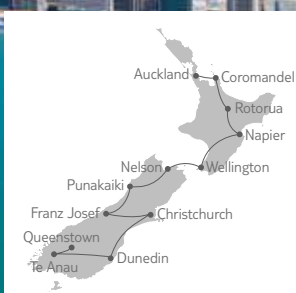 Auckland
Coromandel
Rotorua
Napier
Nelson
Wellington
Punakaiki
Franz Josef
Christchurch
Queenstown
Te Anau
Dunedin